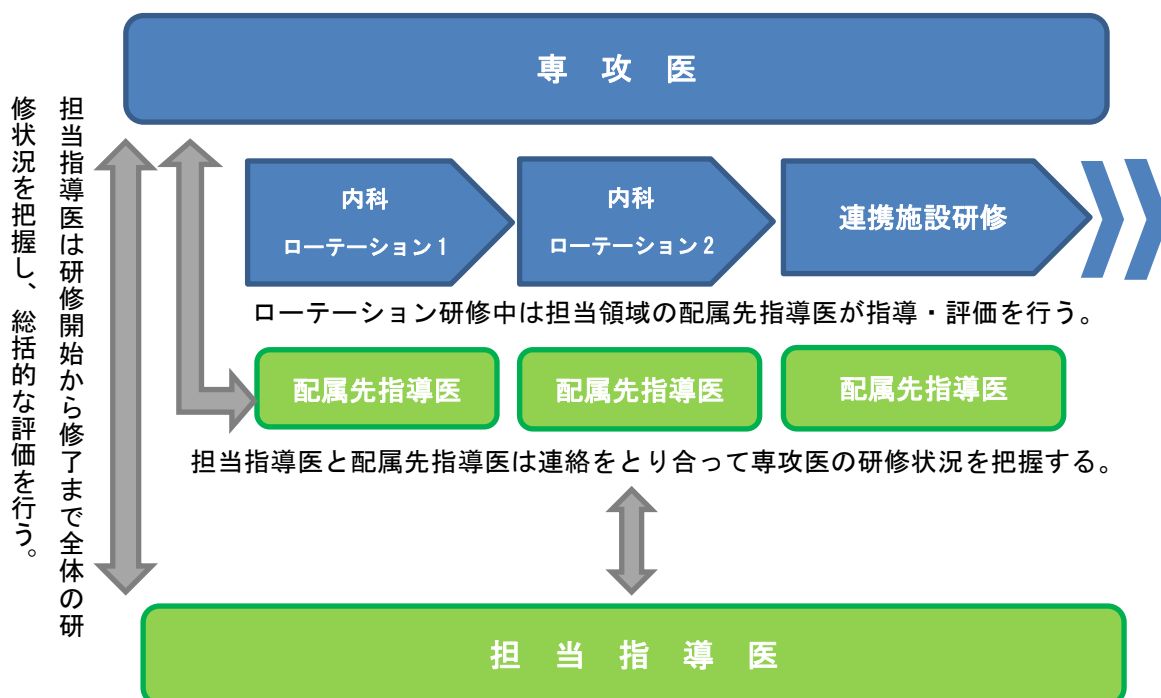 専攻医
担当指導医は研修開始から修了まで全体の研
修状況を把握し、総括的な評価を行う。
内科
ローテーション1
内科
ローテーション2
連携施設研修
ローテーション研修中は担当領域の配属先指導医が指導・評価を行う。
配属先指導医
配属先指導医
配属先指導医
担当指導医と配属先指導医は連絡をとり合って専攻医の研修状況を把握する。
担当指導医